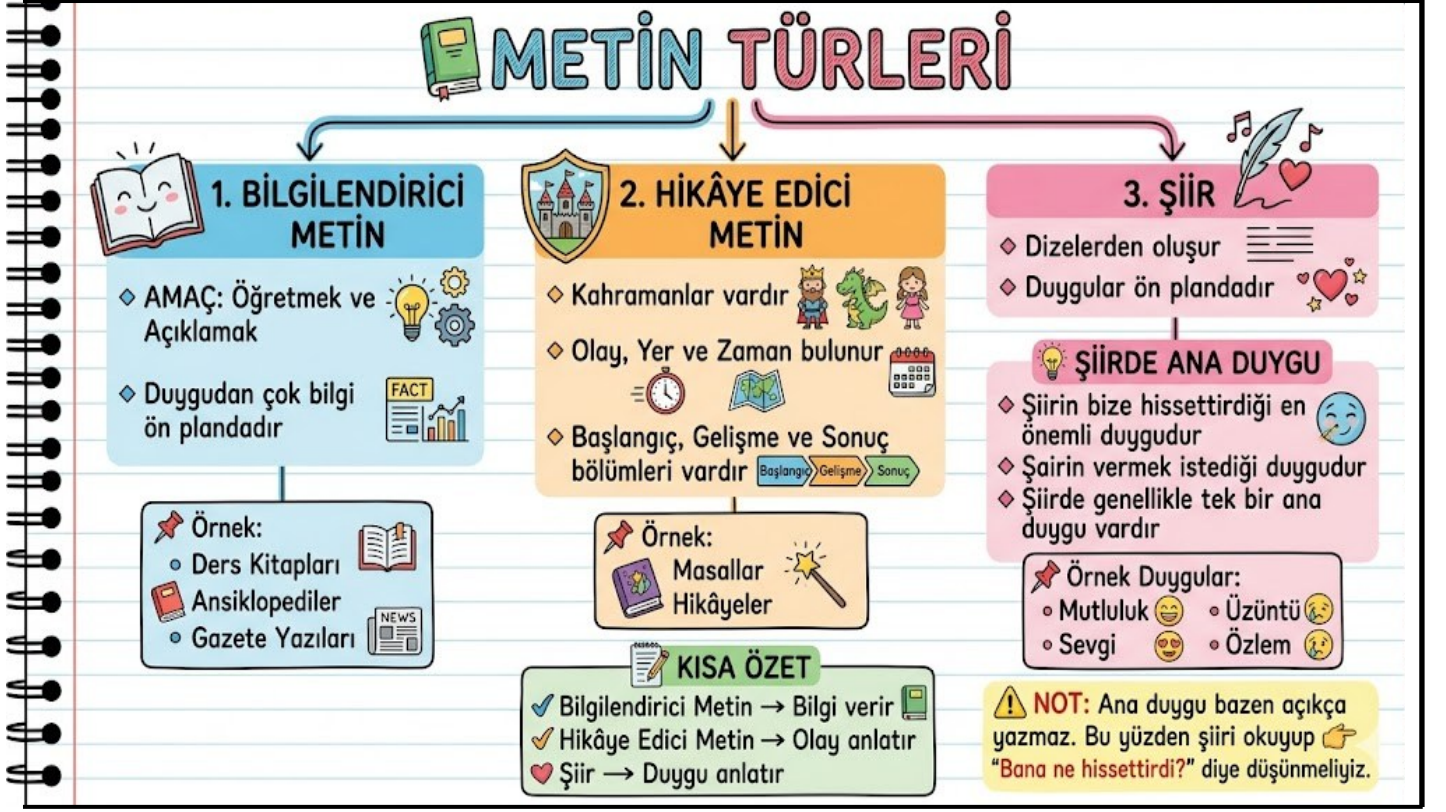 METİN TÜRLERİ
1. BİLGİLENDİRİCİ
METİN
AMAÇ: Öğretmek ve
Açıklamak
Duygudan çok bilgi
ön plandadır
FACT
Örnek:
Ders Kitapları
Ansiklopediler
Gazete Yazıları
NEWS
2. HİKÂYE EDİCİ
METİN
Kahramanlar vardır
Olay, Yer ve Zaman bulunur
Başlangıç, Gelişme ve Sonuç
bölümleri vardır
Başlangıç Gelişme Sonuç
Örnek:
Masallar
Hikâyeler
3. ŞİİR
Dizelerden oluşur
Duygular ön plandadır
ŞİİRDE ANA DUYGU
Şiirin bize hissettirdiği en
önemli duygudur
Şairin vermek istediği duygudur
Şiirde genellikle tek bir ana
duygu vardır
Örnek Duygular:
Mutluluk
Üzüntü
Sevgi
Özlem
KISA ÖZET
Bilgilendirici Metin → Bilgi verir
Hikâye Edici Metin → Olay anlatır
Şiir → Duygu anlatır
NOT: Ana duygu bazen açıkça
yazmaz. Bu yüzden şiiri okuyup
"Bana ne hissettirdi?" diye düşünmeliyiz.